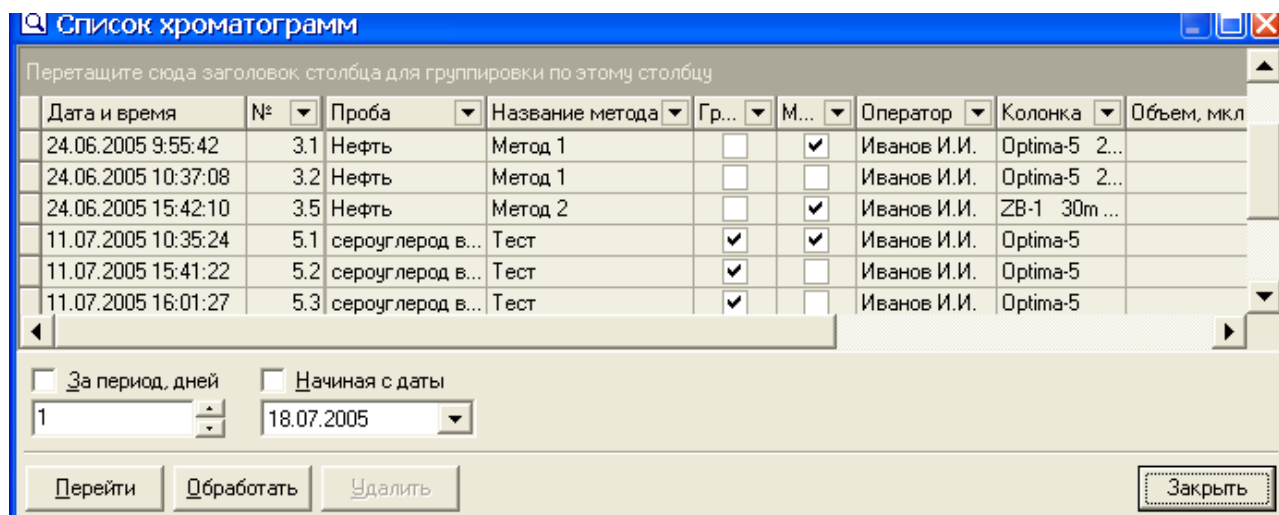 Список хроматограмм
Перетащите сюда заголовок столбца для группировки по этому столбцу
Дата и время № Проба Название метода Гр... М... Оператор Колонка Объем, мкл
24.06.2005 9:55:42 3.1 Нефть Метод 1 Иванов И.И. Optima-5 2...
24.06.2005 10:37:08 3.2 Нефть Метод 1 Иванов И.И. Optima-5 2...
24.06.2005 15:42:10 3.5 Нефть Метод 2 Иванов И.И. ZB-1 30m ...
11.07.2005 10:35:24 5.1 сероуглерод в... Тест Иванов И.И. Optima-5
11.07.2005 15:41:22 5.2 сероуглерод в... Тест Иванов И.И. Optima-5
11.07.2005 16:01:27 5.3 сероуглерод в... Тест Иванов И.И. Optima-5
За период, дней Начиная с даты
1 18.07.2005
Перейти Обработать Удалить Закрыть